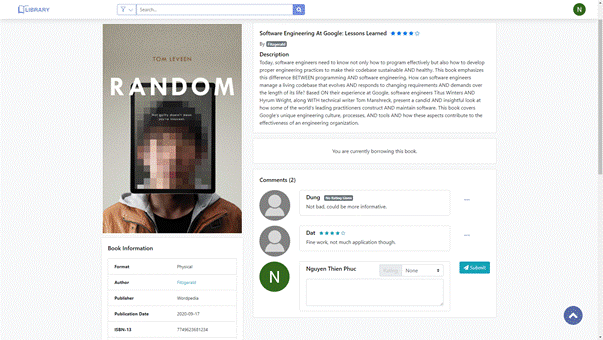 LIBRARY
Search...
N
TOM LEVEEN
RANDOM
Software Engineering At Google: Lessons Learned
By Fitzgerald
Description
Today, software engineers need to know not only how to program effectively but also how to develop
proper engineering practices to make their codebase sustainable AND healthy. This book emphasizes
this difference BETWEEN programming AND software engineering. How can software engineers
manage a living codebase that evolves AND responds to changing requirements AND demands over
the length of its life? Based ON their experience at Google, software engineers Titus Winters AND
Hyrum Wright, along WITH technical writer Tom Manshreck, present a candid AND insightful look at
how some of the world's leading practitioners construct AND maintain software. This book covers
Google's unique engineering culture, processes, AND tools AND how these aspects contribute to the
effectiveness of an engineering organization.
You are currently borrowing this book.
Comments (2)
Dung No Rating Given
Not bad, could be more informative.
Dat
Fine work, not much application though.
N
Nguyen Thien Phuc
Rating
None
Submit
Book Information
Format Physical
Author Fitzgerald
Publisher Wordpedia
Publication Date 2020-09-17
ISBN-13 7749623681234